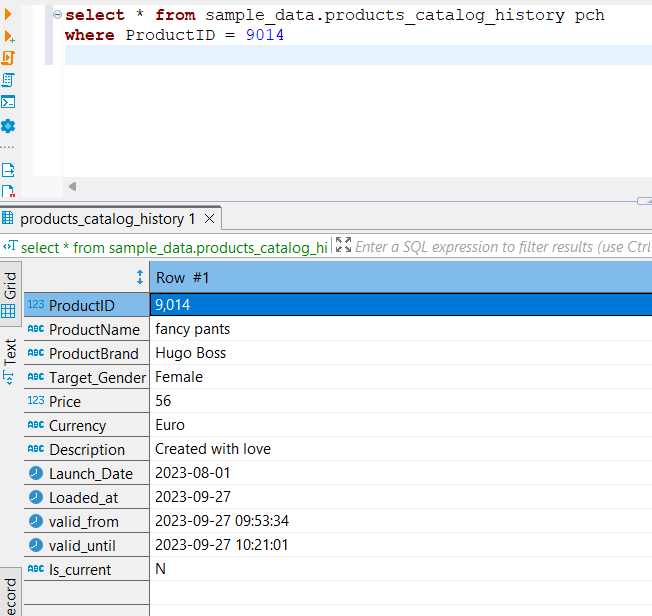 select * from sample_data.products_catalog_history pch
where ProductID = 9014
products_catalog_history 1
select * from sample_data.products_catalog_hi Enter a SQL expression to filter results (use Ctrl
Grid
Text
Record
Row #1
123 ProductID 9,014
ABC ProductName fancy pants
ABC ProductBrand Hugo Boss
ABC Target_Gender Female
123 Price 56
ABC Currency Euro
ABC Description Created with love
Launch_Date 2023-08-01
Loaded_at 2023-09-27
valid_from 2023-09-27 09:53:34
valid_until 2023-09-27 10:21:01
ABC Is_current N